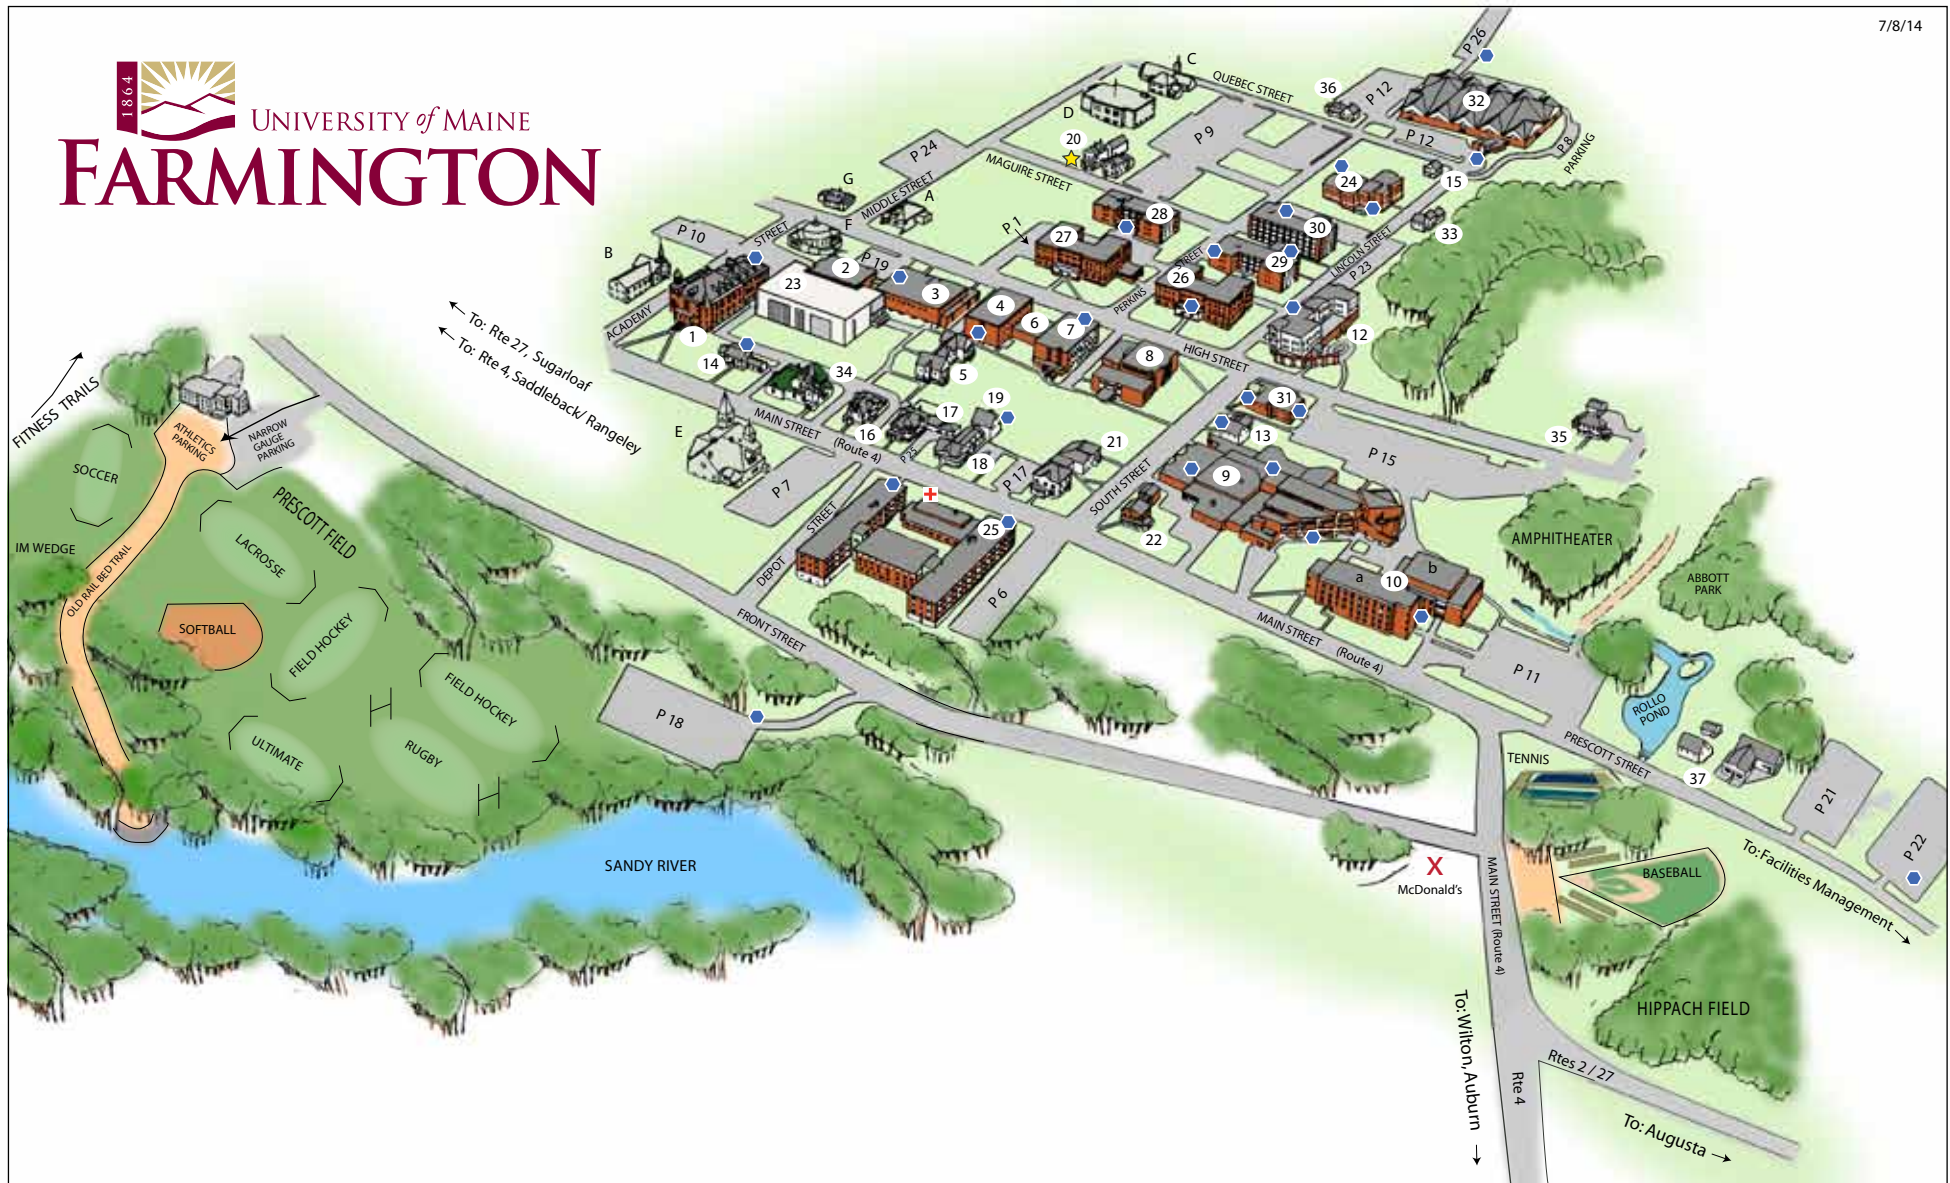 7/8/14
1864
UNIVERSITY of MAINE
FARMINGTON
P 26
C
QUEBEC STREET
36
P 12
32
D
P 9
P 12
P 8
PARKING
20
P 24
MAGUIRE STREET
24
15
G
MIDDLE STREET
A
28
30
33
P 10
STREET
F
P 1
27
STREET
LINCOLN STREET
B
P 19
2
29
P 23
23
3
26
4
PERKINS
6
7
ACADEMY
1
12
To: Rte 27, Sugarloaf
To: Rte 4, Saddleback/ Rangeley
14
34
5
8
HIGH STREET
FITNESS TRAILS
19
31
MAIN STREET
(Route 4)
17
16
13
35
E
ATHLETICS
PARKING
NARROW
GAUGE
PARKING
P 25
18
21
P 15
SOCCER
P 7
P 17
SOUTH STREET
9
PRESCOTT FIELD
STREET
25
22
IM WEDGE
LACROSSE
AMPHITHEATER
DEPOT
a
10
b
ABBOTT
PARK
OLD RAIL BED TRAIL
P 6
SOFTBALL
FRONT STREET
MAIN STREET
(Route 4)
FIELD HOCKEY
P 11
FIELD HOCKEY
P 18
ROLLO
POND
ULTIMATE
RUGBY
TENNIS
PRESCOTT STREET
37
P 21
P 22
SANDY RIVER
X
McDonald's
BASEBALL
To: Facilities Management
MAIN STREET (Route 4)
HIPPACH FIELD
To: Wilton, Auburn
Rte 4
Rtes 2 / 27
To: Augusta